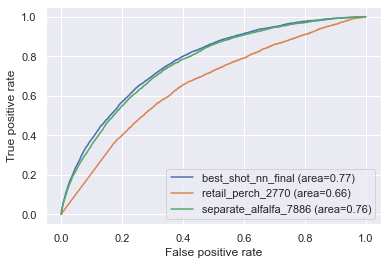 1.0
0.8
0.6
0.4
0.2
0.0
True positive rate
best_shot_nn_final (area=0.77)
retail_perch_2770 (area=0.66)
separate_alfalfa_7886 (area=0.76)
0.0 0.2 0.4 0.6 0.8 1.0
False positive rate